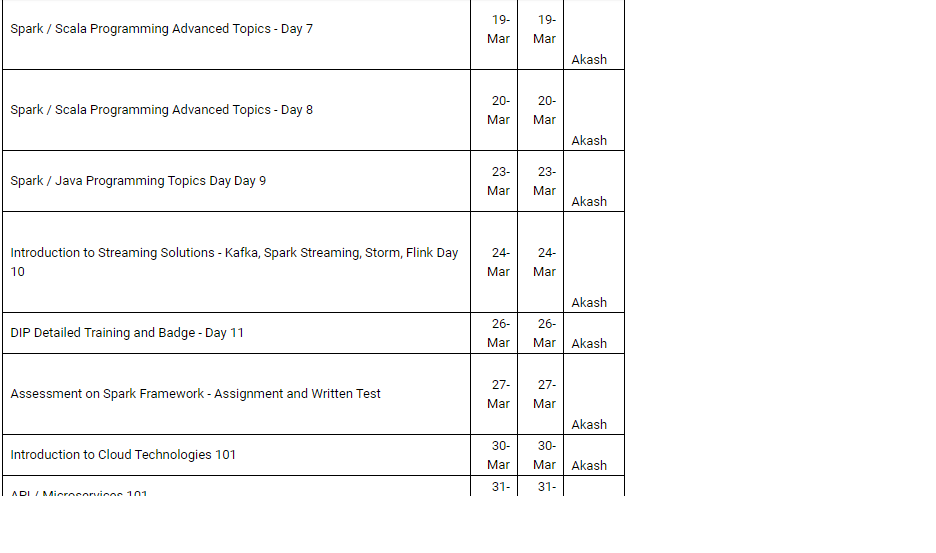 Spark / Scala Programming Advanced Topics - Day 7
19-
Mar
19-
Mar
Akash
Spark / Scala Programming Advanced Topics - Day 8
20-
Mar
20-
Mar
Akash
Spark / Java Programming Topics Day Day 9
23-
Mar
23-
Mar
Akash
Introduction to Streaming Solutions - Kafka, Spark Streaming, Storm, Flink Day
10
24-
Mar
24-
Mar
Akash
DIP Detailed Training and Badge - Day 11
26-
Mar
26-
Mar
Akash
Assessment on Spark Framework - Assignment and Written Test
27-
Mar
27-
Mar
Akash
Introduction to Cloud Technologies 101
30-
Mar
30-
Mar
Akash
API / Microservices 101
31-
31-